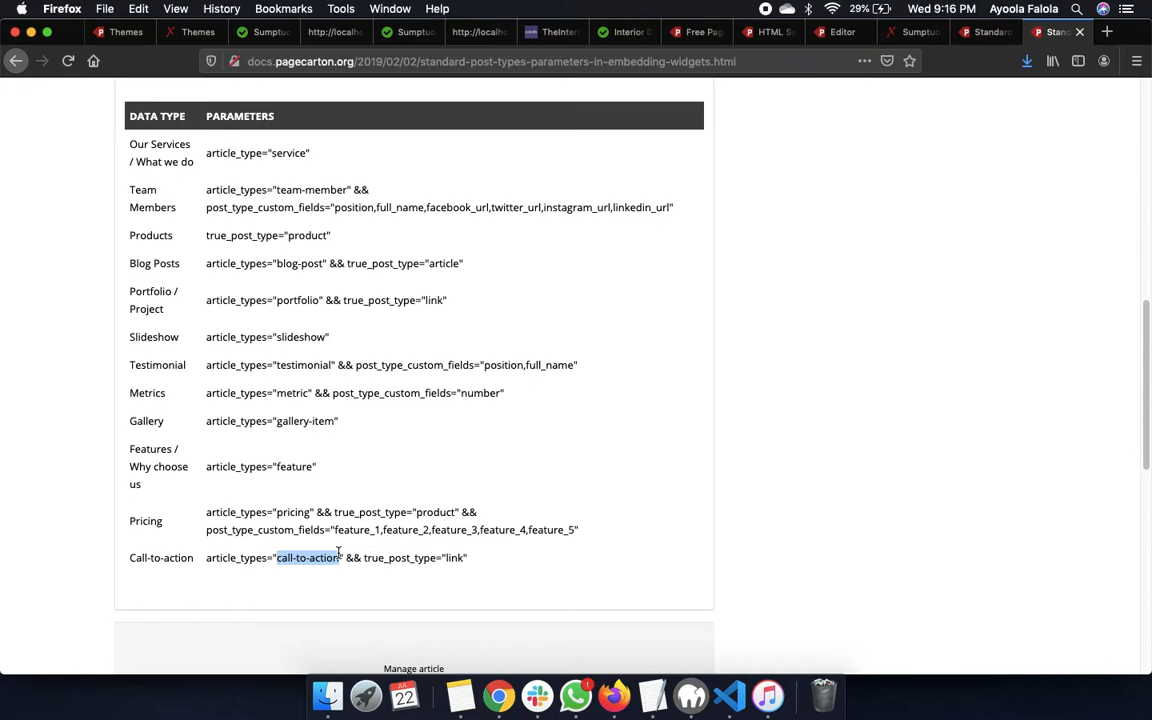 Firefox File Edit View History Bookmarks Tools Window Help 29% Wed 9:16 PM Ayoola Falola
Themes Themes Sumptuo http://localho Sumptuo http://localho TheInteri Interior D Free Page HTML Sy Editor Sumptuo Standard Stand
docs.pagecarton.org/2019/02/02/standard-post-types-parameters-in-embedding-widgets.html
DATA TYPE PARAMETERS
Our Services
/ What we do
article_type="service"
Team
Members
article_types="team-member" &&
post_type_custom_fields="position,full_name,facebook_url,twitter_url,instagram_url,linkedin_url"
Products true_post_type="product"
Blog Posts article_types="blog-post" && true_post_type="article"
Portfolio /
Project
article_types="portfolio" && true_post_type="link"
Slideshow article_types="slideshow"
Testimonial article_types="testimonial" && post_type_custom_fields="position,full_name"
Metrics article_types="metric" && post_type_custom_fields="number"
Gallery article_types="gallery-item"
Features /
Why choose
us
article_types="feature"
Pricing
article_types="pricing" && true_post_type="product" &&
post_type_custom_fields="feature_1,feature_2,feature_3,feature_4,feature_5"
Call-to-action article_types="call-to-action" && true_post_type="link"
Manage article
JUL
22